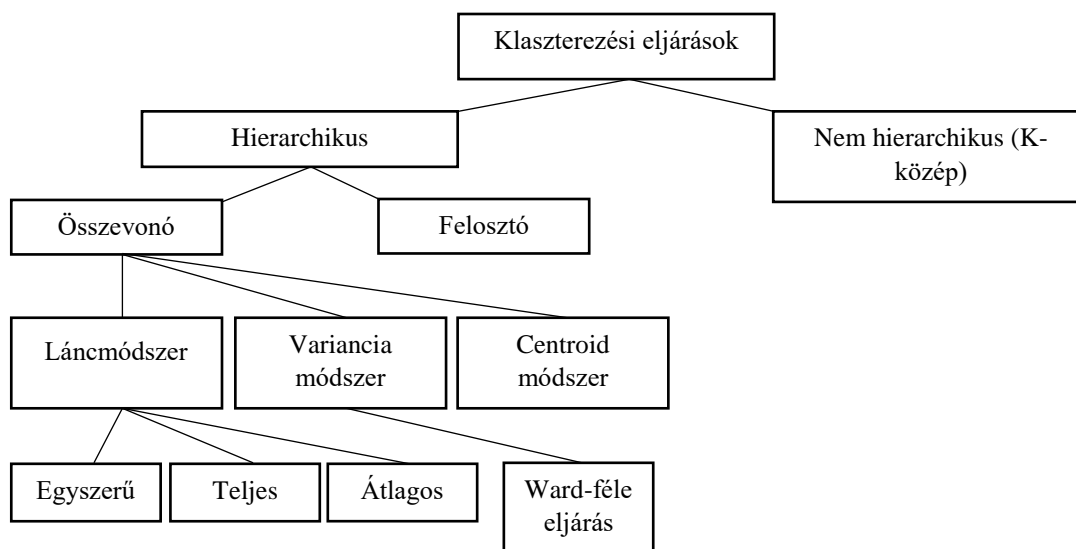 Klaszterezési eljárások
Hierarchikus
Nem hierarchikus (K-
közép)
Összevonó
Felosztó
Láncmódszer
Variancia
módszer
Centroid
módszer
Egyszerű
Teljes
Átlagos
Ward-féle
eljárás